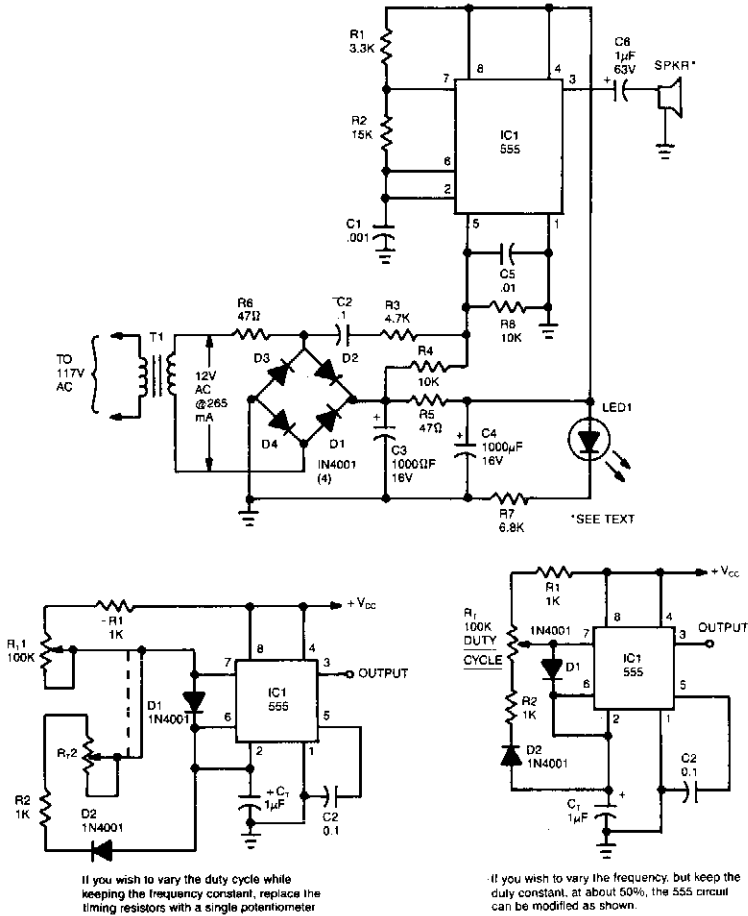 R1
3.3K
8
4
C6
1µF
63V
SPKR*
7
3
+
R2
15K
IC1
555
6
2
C1
.001
5
1
C5
.01
R6
47Ω
C2
.1
R3
4.7K
R8
10K
TO
117V
AC
T1
12V
AC
@265
mA
D3
D2
R4
10K
D4
D1
R5
47Ω
LED1
IN4001
(4)
+
C3
1000ΩF
16V
+
C4
1000µF
16V
R7
6.8K
*SEE TEXT
R1
1K
+ Vcc
RT1
100K
8
4
7
3
OUTPUT
D1
1N4001
IC1
555
6
5
RT2
2
1
R2
1K
D2
1N4001
+ CT
1µF
C2
0.1
If you wish to vary the duty cycle while
keeping the frequency constant, replace the
timing resistors with a single potentiometer
R1
1K
+ Vcc
RT
100K
DUTY
CYCLE
1N4001
8
4
7
3
OUTPUT
D1
IC1
555
6
5
R2
1K
2
1
D2
1N4001
CT
1µF
+
C2
0.1
If you wish to vary the frequency, but keep the
duty constant, at about 50%, the 555 circuit
can be modified as shown.